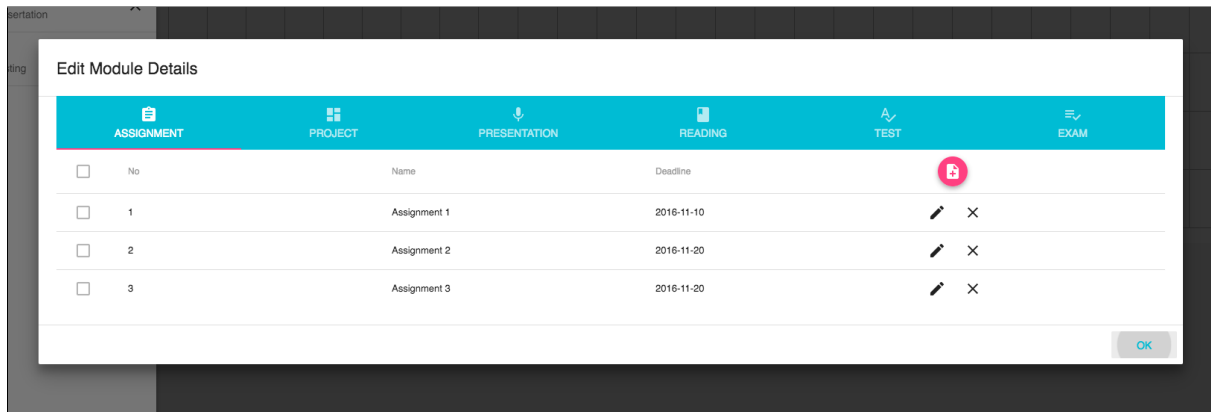 sertation
sting
Edit Module Details
ASSIGNMENT PROJECT PRESENTATION READING TEST EXAM
No Name Deadline
1 Assignment 1 2016-11-10
2 Assignment 2 2016-11-20
3 Assignment 3 2016-11-20
OK